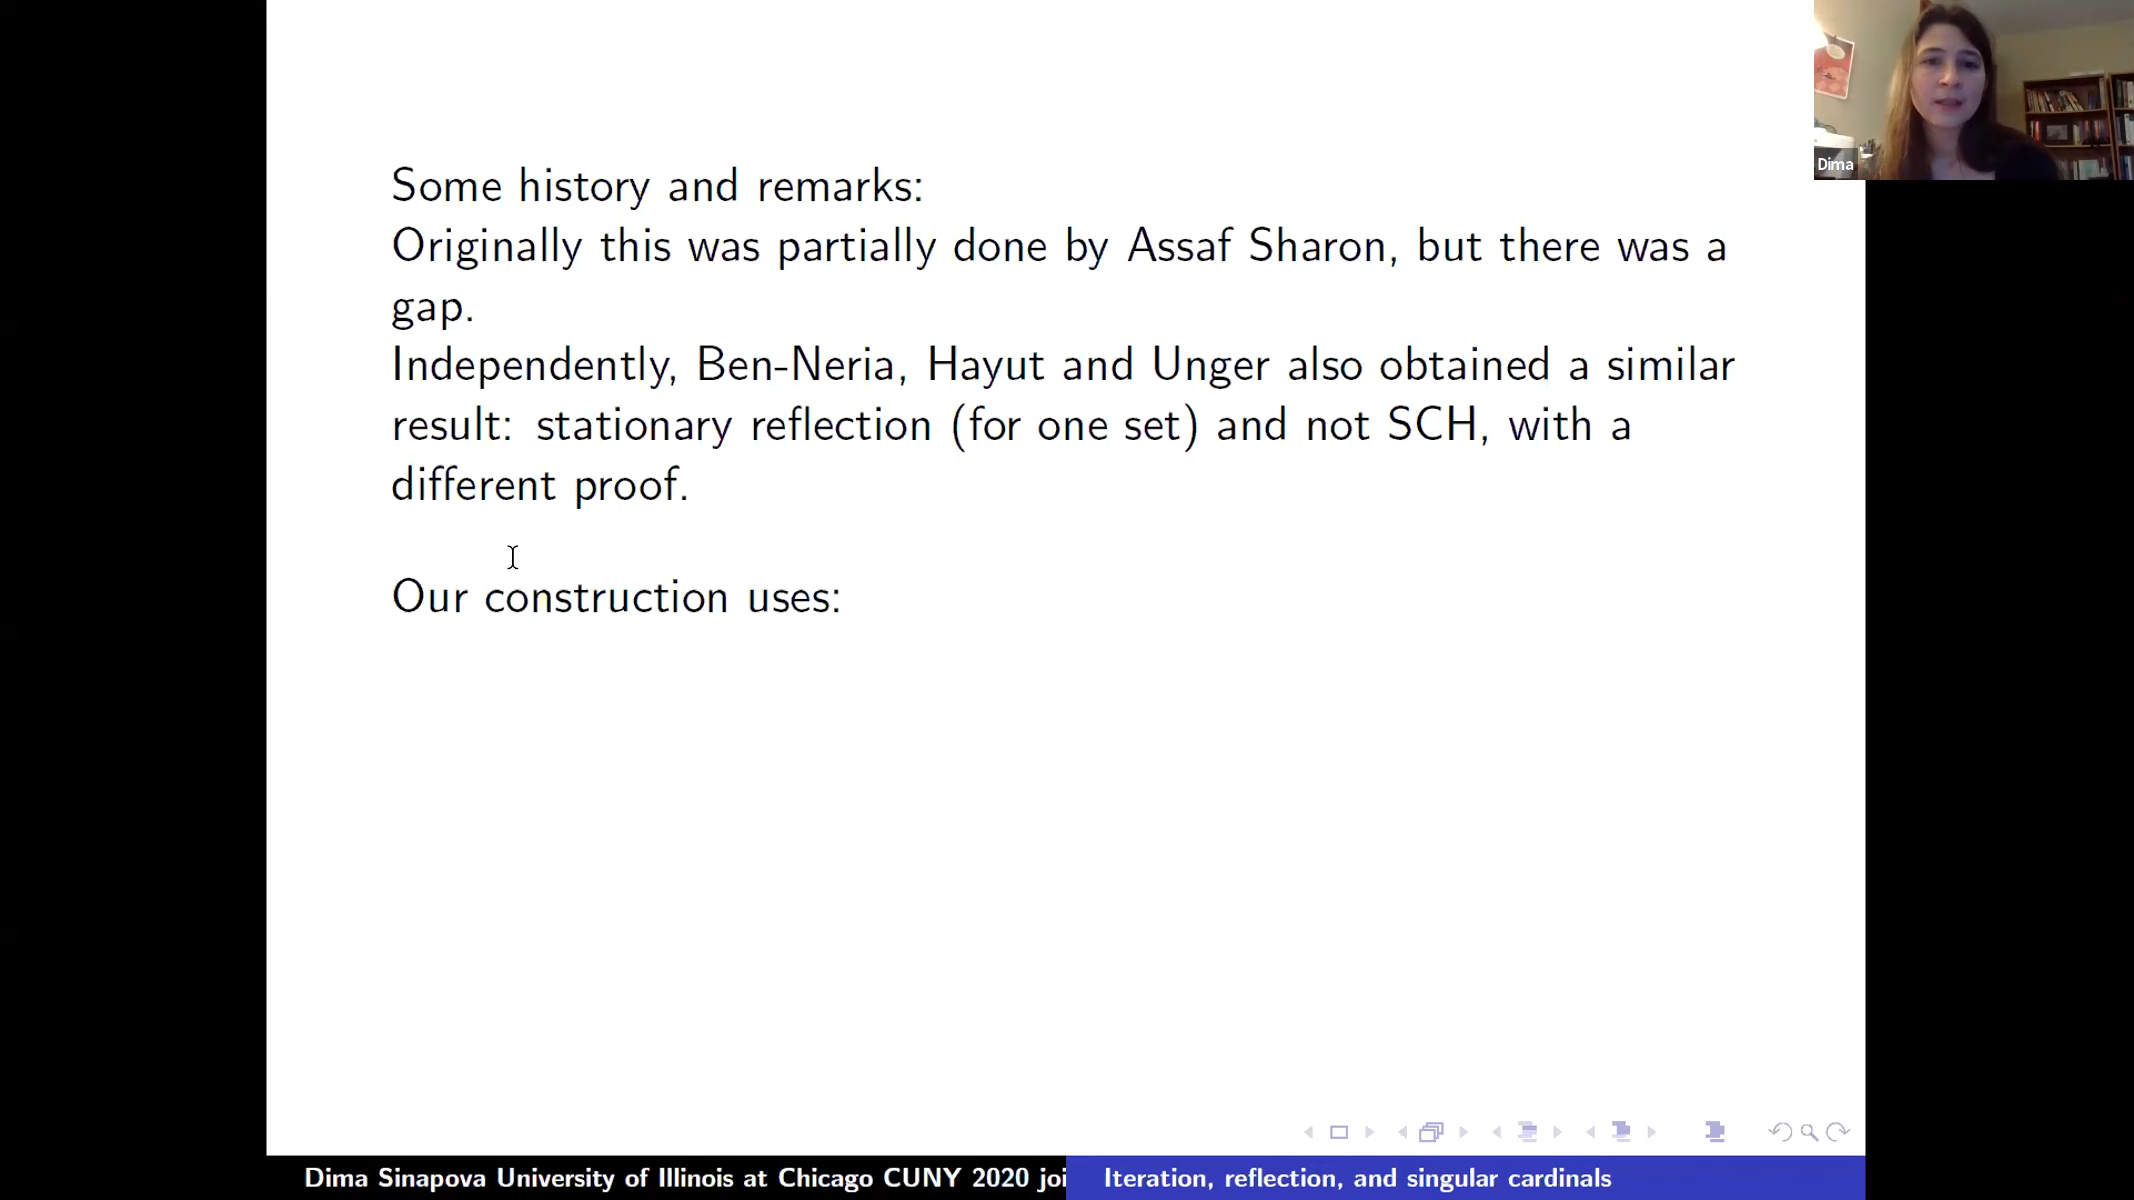 Dima
Some history and remarks:
Originally this was partially done by Assaf Sharon, but there was a
gap.
Independently, Ben-Neria, Hayut and Unger also obtained a similar
result: stationary reflection (for one set) and not SCH, with a
different proof.
Our construction uses:
Dima Sinapova University of Illinois at Chicago CUNY 2020 joi
Iteration, reflection, and singular cardinals